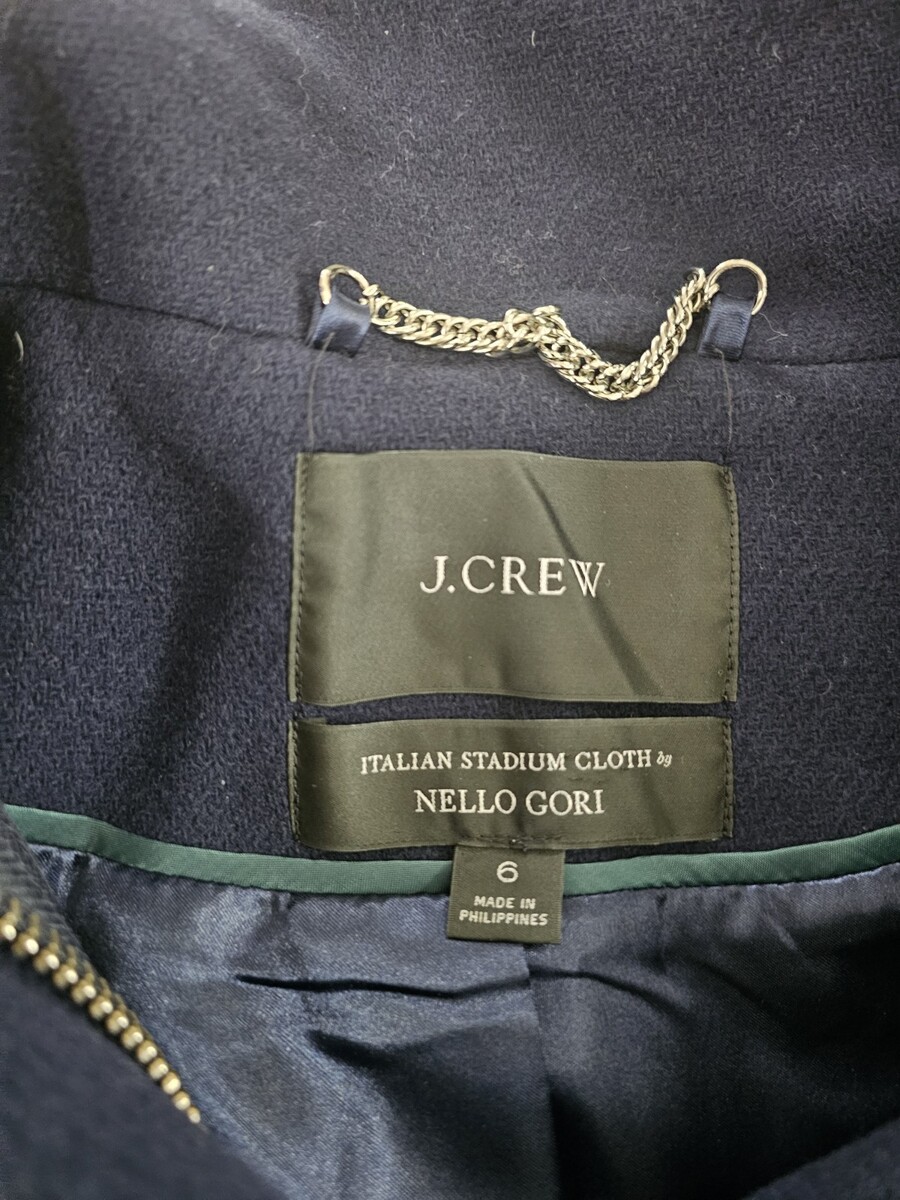 J.CREW
ITALIAN STADIUM CLOTH by
NELLO GORI
6
MADE IN
PHILIPPINES